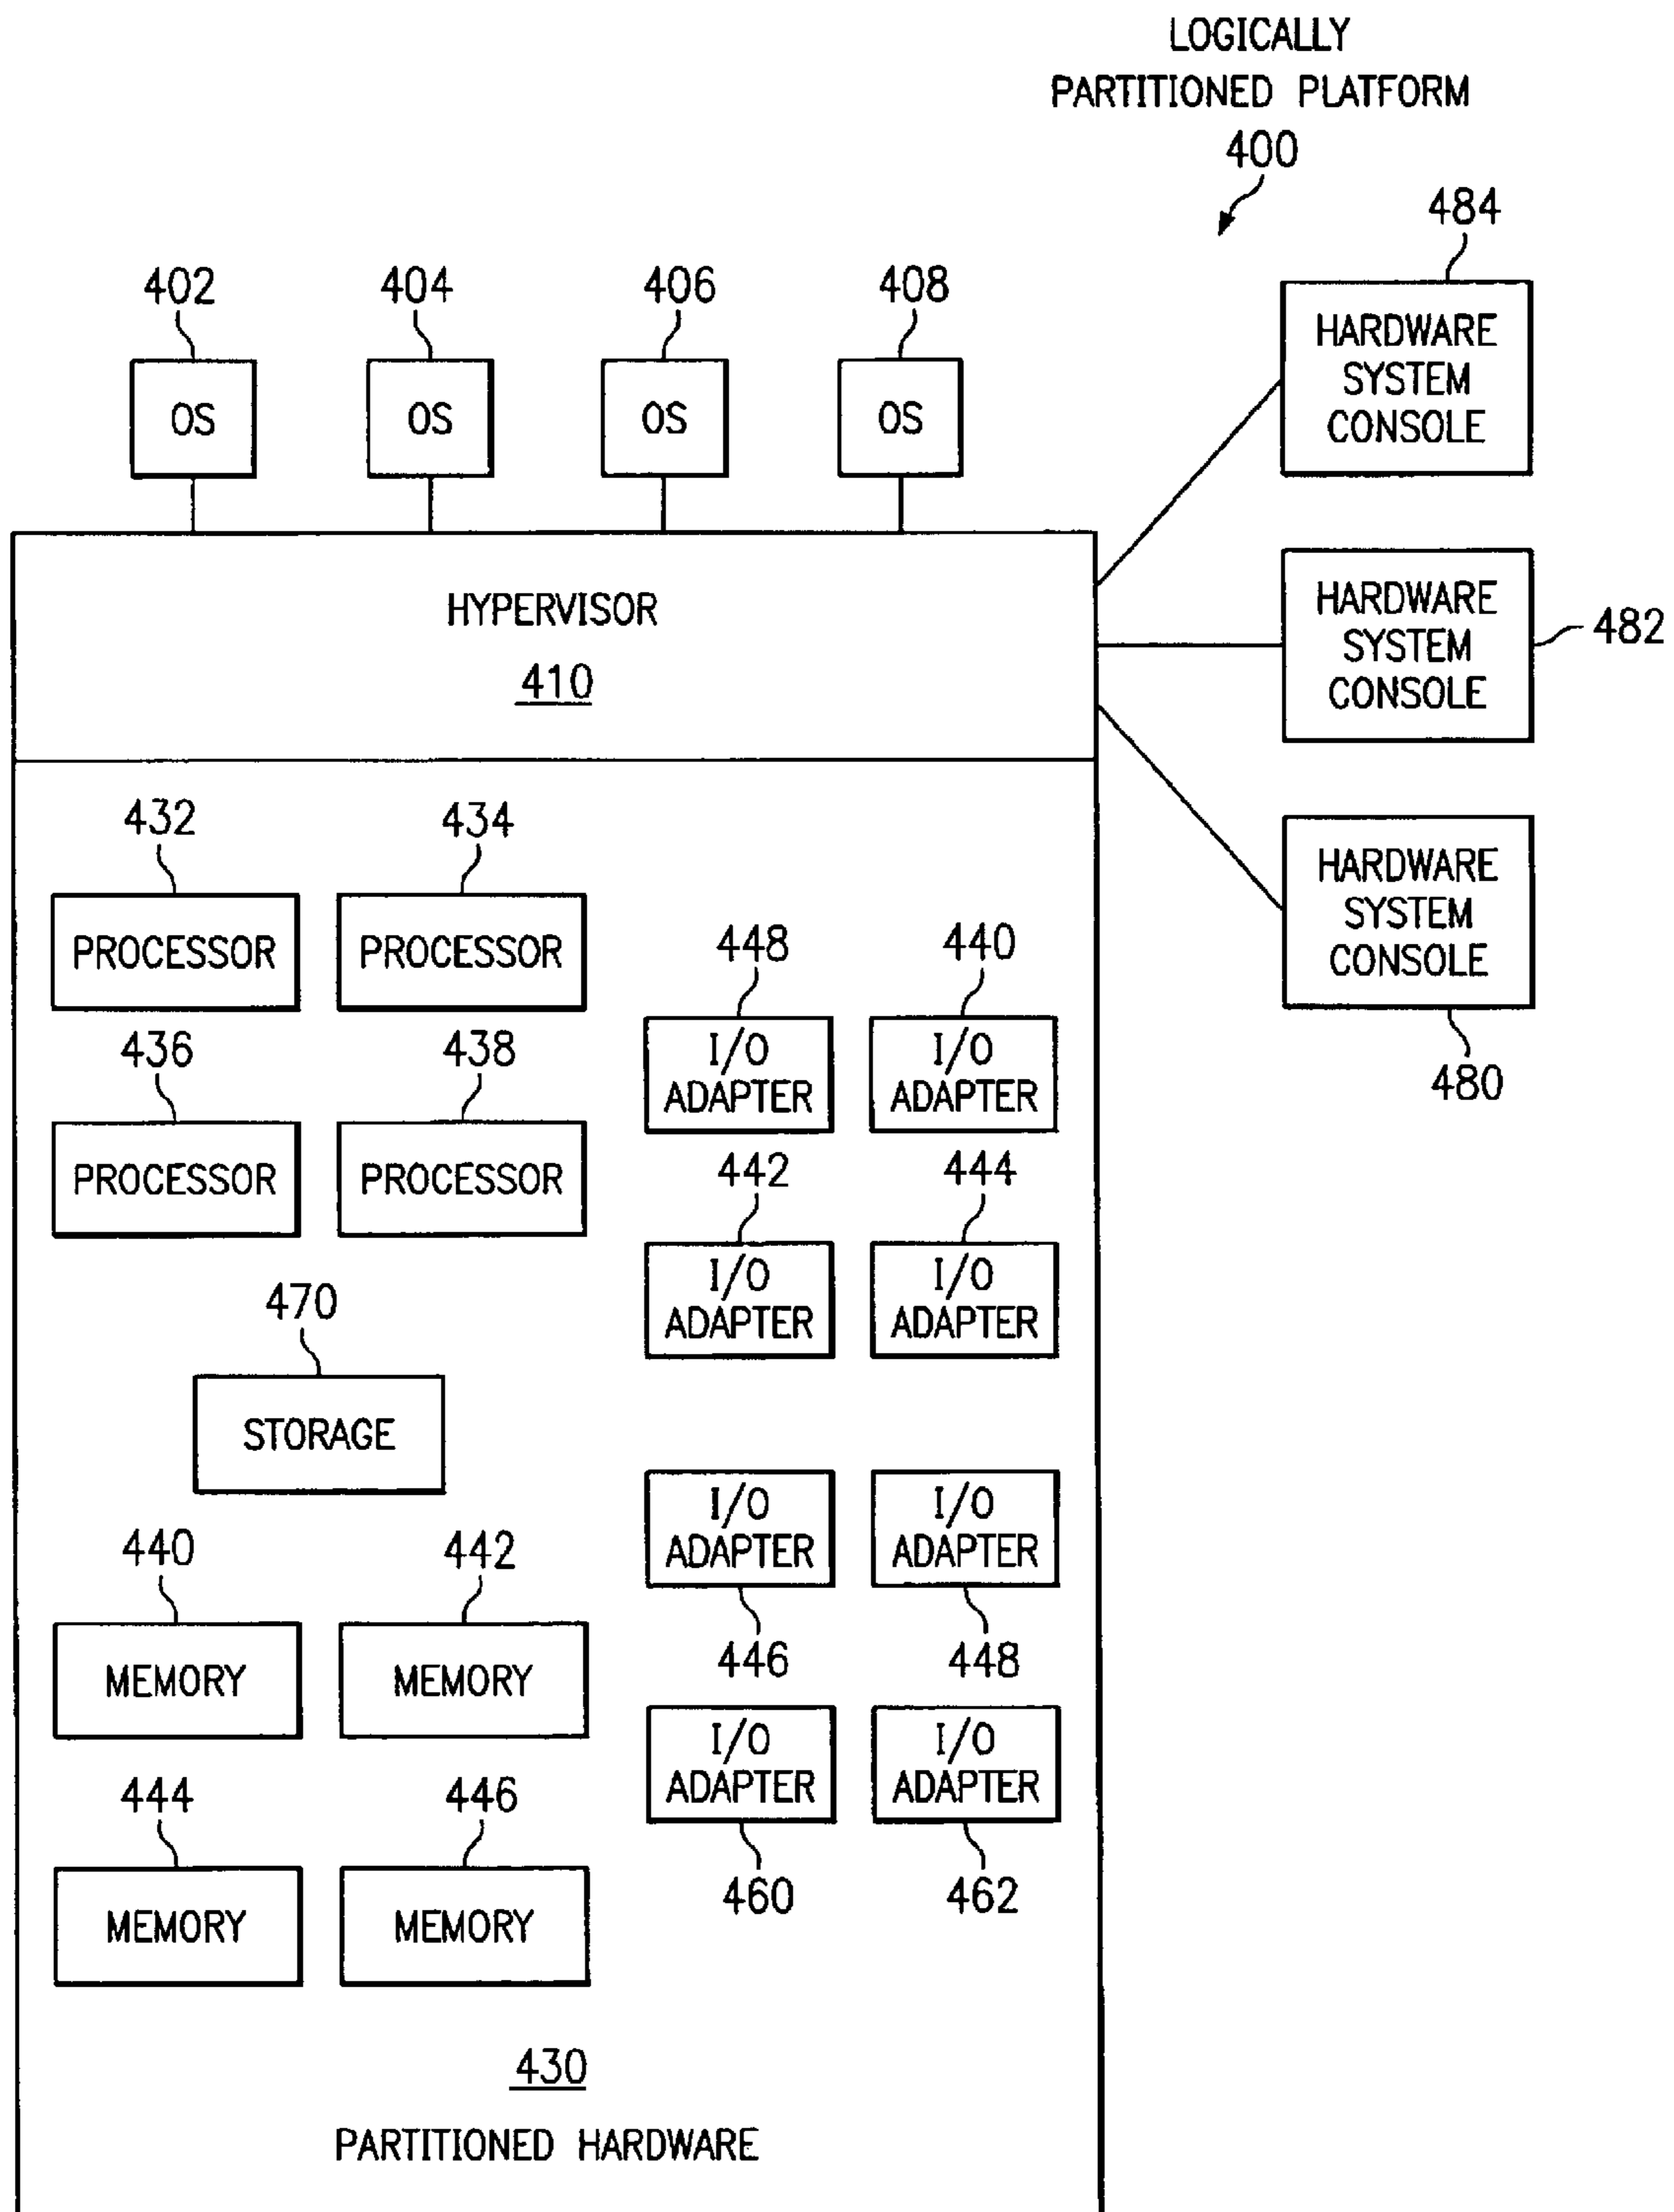 LOGICALLY
PARTITIONED PLATFORM
400
484
402
404
406
408
HARDWARE
SYSTEM
CONSOLE
OS
OS
OS
OS
HYPERVISOR
410
HARDWARE
SYSTEM
CONSOLE
482
HARDWARE
SYSTEM
CONSOLE
480
432
434
PROCESSOR
PROCESSOR
436
438
PROCESSOR
PROCESSOR
448
440
I/O
ADAPTER
I/O
ADAPTER
442
444
I/O
ADAPTER
I/O
ADAPTER
470
STORAGE
I/O
ADAPTER
I/O
ADAPTER
446
448
440
442
MEMORY
MEMORY
I/O
ADAPTER
I/O
ADAPTER
460
462
444
446
MEMORY
MEMORY
430
PARTITIONED HARDWARE